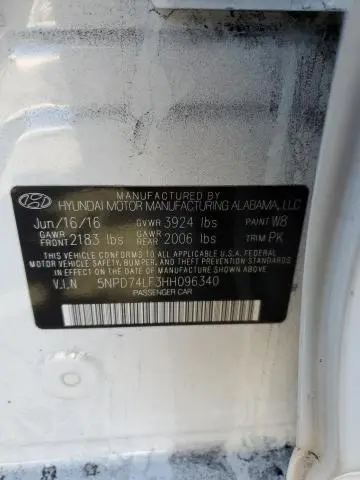 MANUFACTURED BY
HYUNDAI MOTOR MANUFACTURING ALABAMA, LLC
Jun/16/16 GVWR 3924 lbs PAINT W8
GAWR FRONT 2183 lbs GAWR REAR 2006 lbs TRIM PK
THIS VEHICLE CONFORMS TO ALL APPLICABLE U.S.A. FEDERAL
MOTOR VEHICLE SAFETY, BUMPER, AND THEFT PREVENTION
STANDARDS IN EFFECT ON THE DATE OF MANUFACTURE SHOWN ABOVE.
V.I.N 5NPD74LF3HH096340
PASSENGER CAR